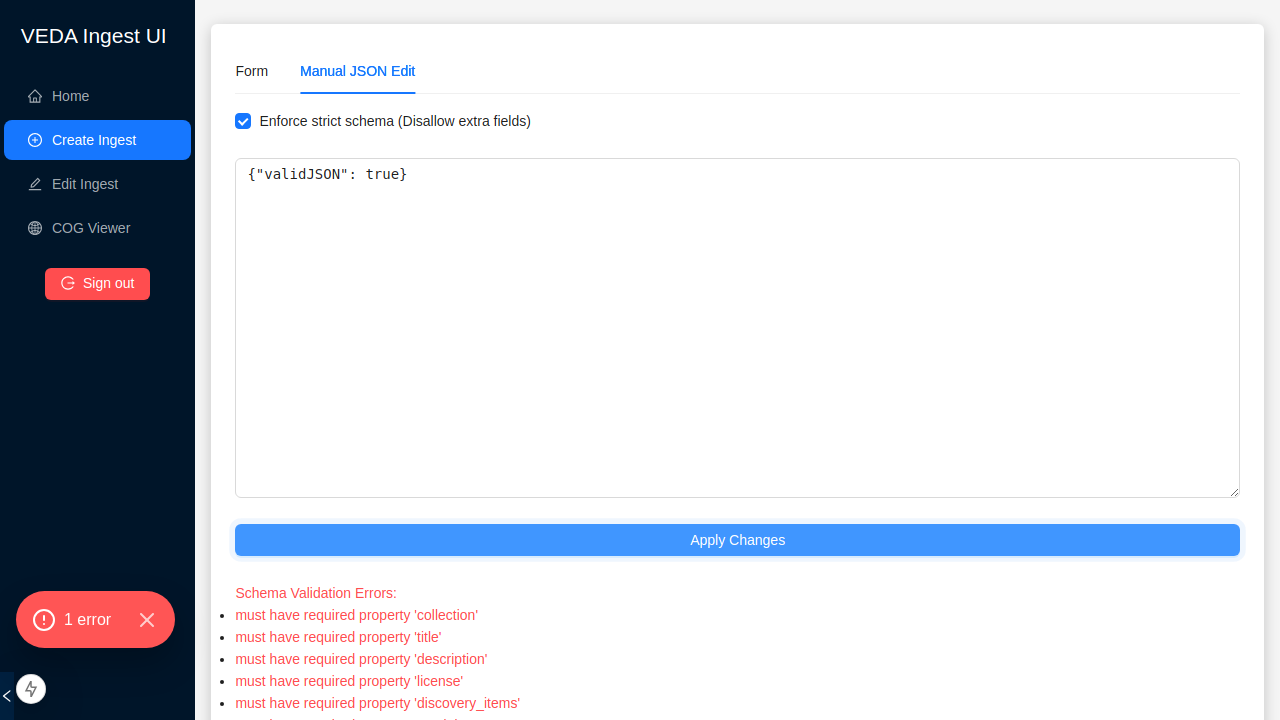 VEDA Ingest UI
Home
Create Ingest
Edit Ingest
COG Viewer
Sign out
1 error
Form
Manual JSON Edit
Enforce strict schema (Disallow extra fields)
{"validJSON": true}
Apply Changes
Schema Validation Errors:
must have required property 'collection'
must have required property 'title'
must have required property 'description'
must have required property 'license'
must have required property 'discovery_items'